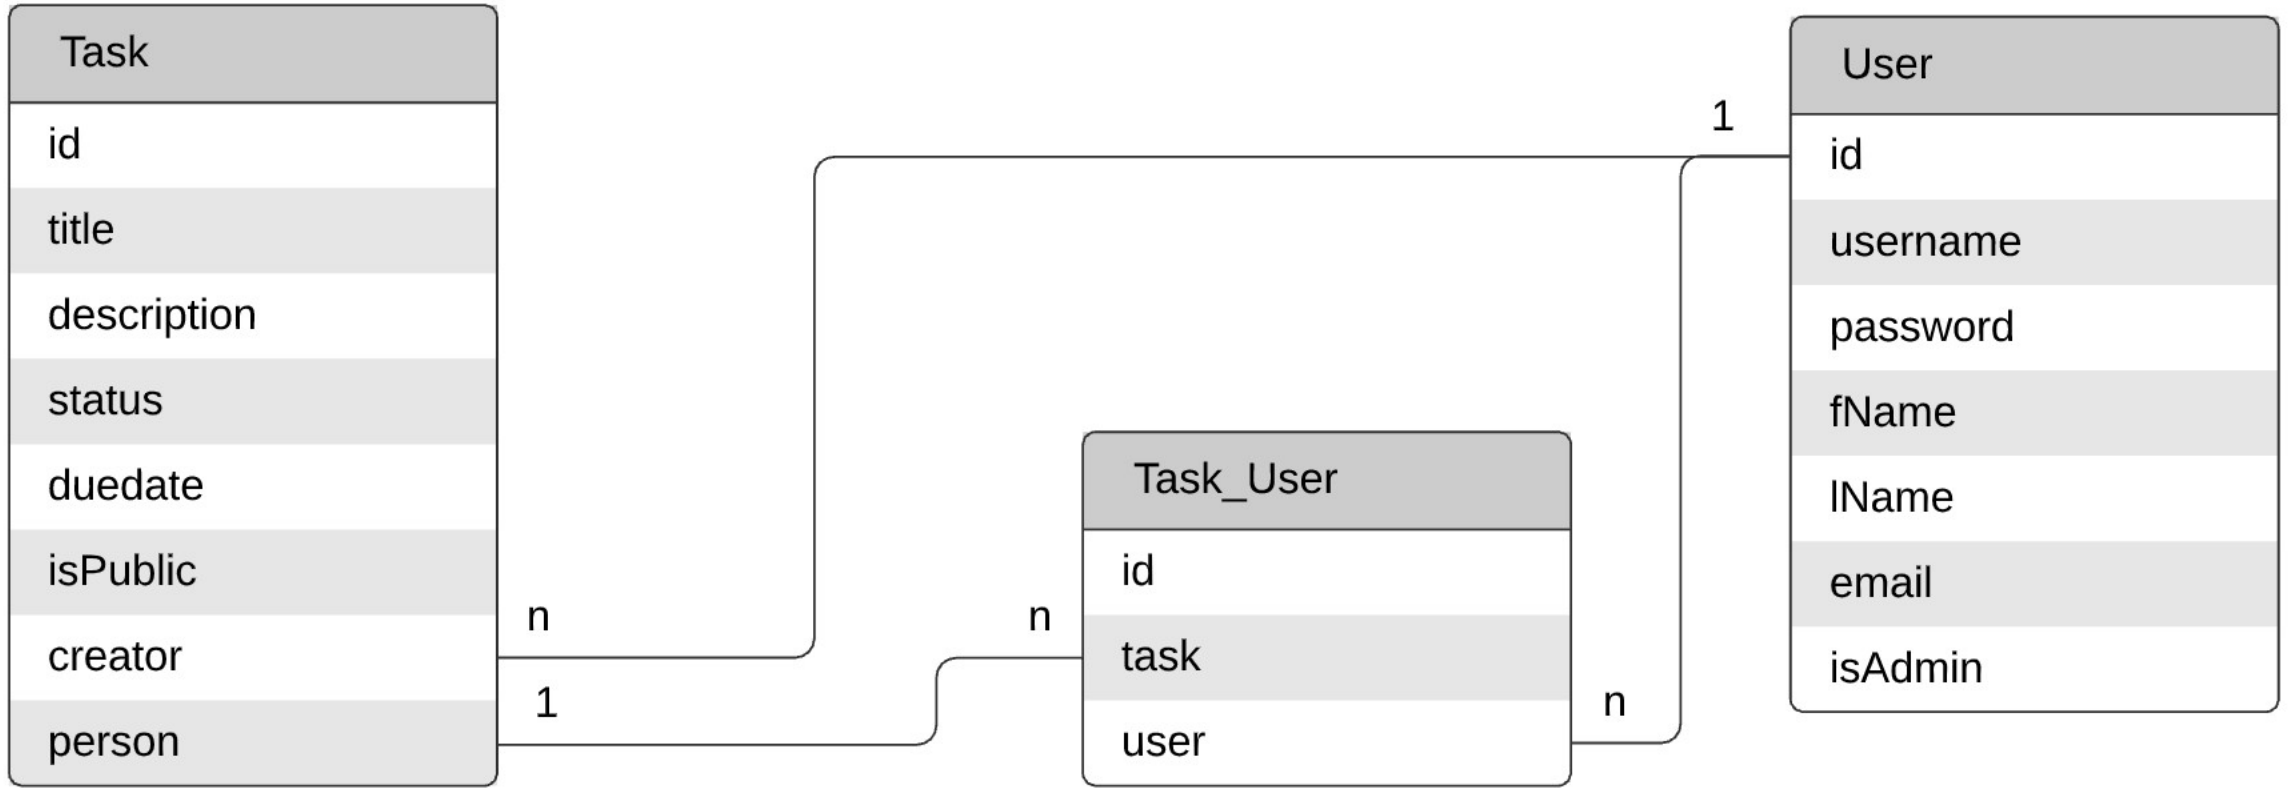 Task
id
title
description
status
duedate
isPublic
creator
person
n
1
Task_User
id
task
user
n
n
1
User
id
username
password
fName
lName
email
isAdmin